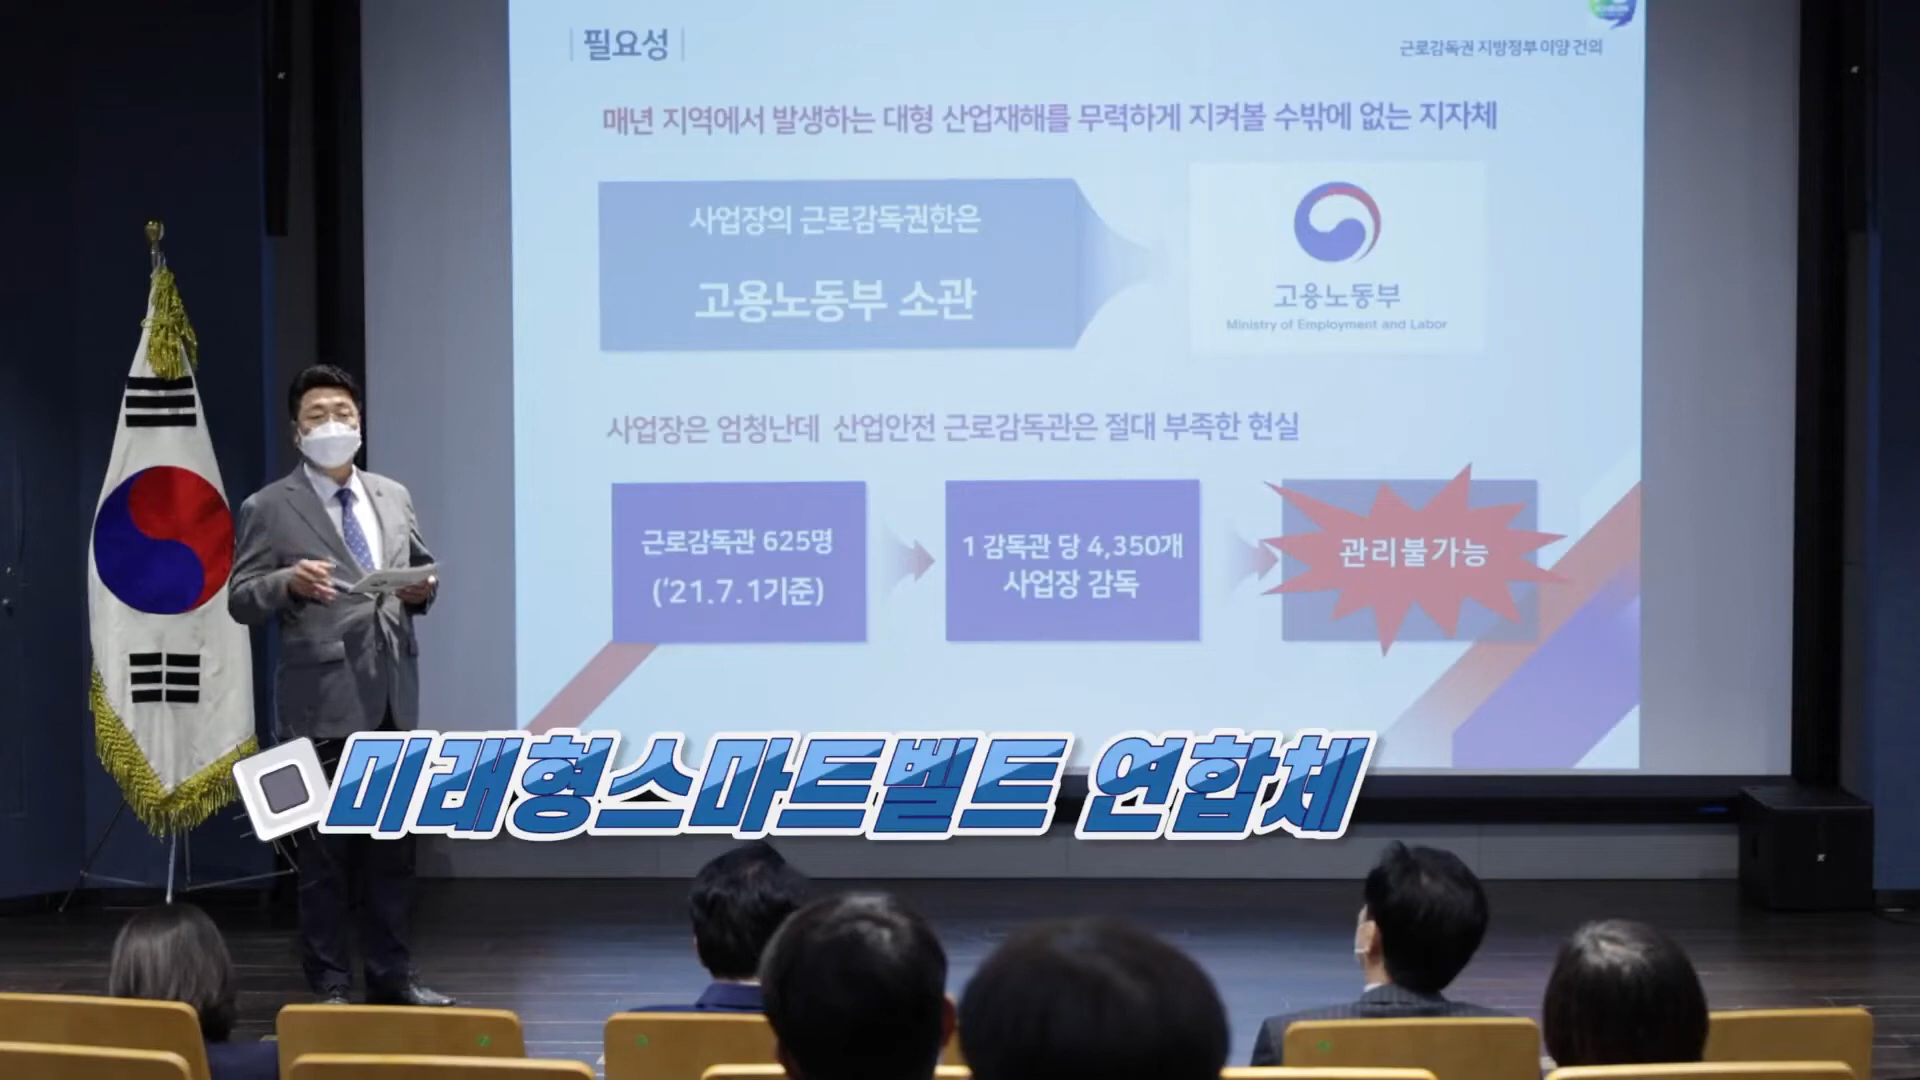 필요성
근로감독권 지방정부 이양 건의
매년 지역에서 발생하는 대형 산업재해를 무력하게 지켜볼 수밖에 없는 지자체
사업장의 근로감독권한은
고용노동부 소관
고용노동부
Ministry of Employment and Labor
사업장은 엄청난데 산업안전 근로감독관은 절대 부족한 현실
근로감독관 625명
('21.7.1기준)
1 감독관 당 4,350개
사업장 감독
관리불가능
미래형스마트벨트 연합체